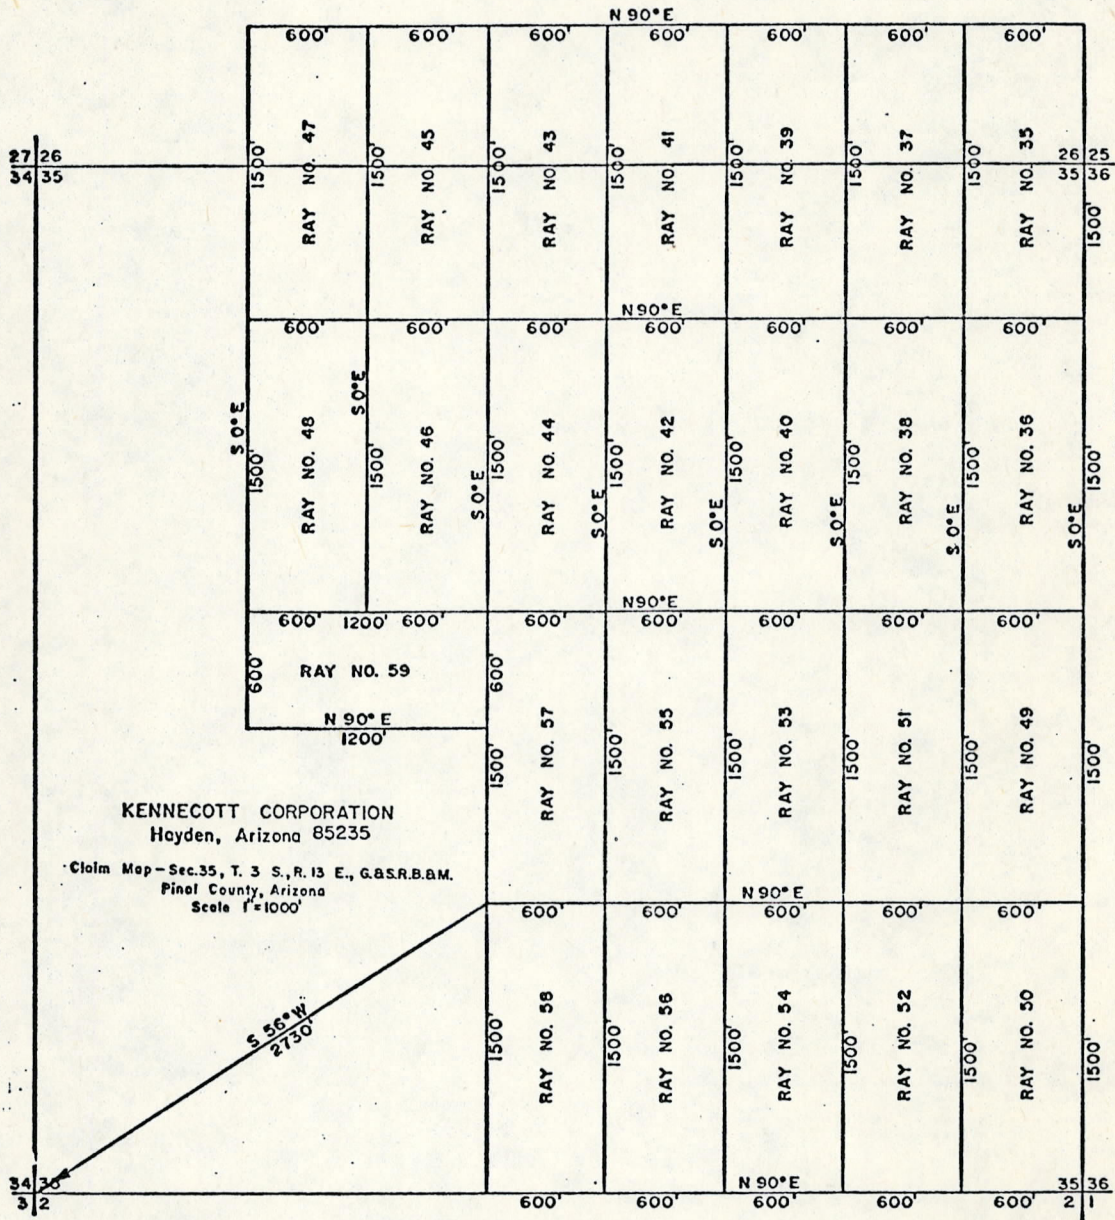 N 90° E
600' 600' 600' 600' 600' 600' 600'
27 26
34 35
26 25
35 36
1500' 1500' 1500' 1500' 1500' 1500' 1500' 1500'
RAY NO. 47
RAY NO. 45
RAY NO. 43
RAY NO. 41
RAY NO. 39
RAY NO. 37
RAY NO. 35
N 90° E
600' 600' 600' 600' 600' 600' 600'
S 0° E
S 0° E
S 0° E
S 0° E
S 0° E
S 0° E
S 0° E
S 0° E
1500' 1500' 1500' 1500' 1500' 1500' 1500' 1500'
RAY NO. 48
RAY NO. 46
RAY NO. 44
RAY NO. 42
RAY NO. 40
RAY NO. 38
RAY NO. 36
N 90° E
600' 1200' 600' 600' 600' 600' 600' 600'
600' RAY NO. 59 600'
N 90° E
1200'
1500' 1500' 1500' 1500' 1500' 1500'
RAY NO. 57
RAY NO. 55
RAY NO. 53
RAY NO. 51
RAY NO. 49
KENNECOTT CORPORATION
Hayden, Arizona 85235
Claim Map - Sec. 35, T. 3 S., R. 13 E., G.&S.R.B.&M.
Pinal County, Arizona
Scale 1" = 1000'
N 90° E
600' 600' 600' 600' 600'
S 56° W
2730'
1500' 1500' 1500' 1500' 1500' 1500'
RAY NO. 58
RAY NO. 56
RAY NO. 54
RAY NO. 52
RAY NO. 50
34 35
3 2
N 90° E
35 36
2 1
600' 600' 600' 600' 600'